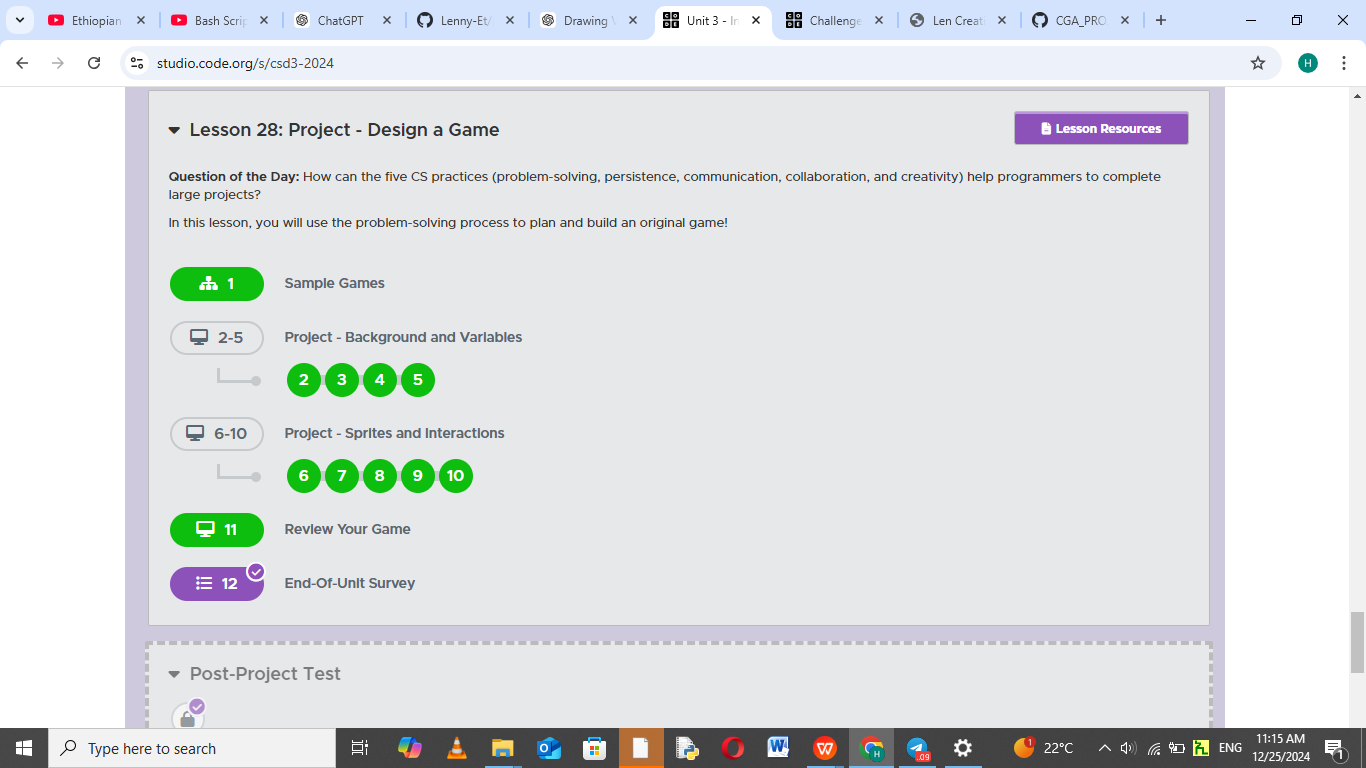 Ethiopian
Bash Scrip
ChatGPT
Lenny-Et/
Drawing
Unit 3 - In
Challenge
Len Creati
CGA_PRO
studio.code.org/s/csd3-2024
H
Lesson 28: Project - Design a Game
Lesson Resources
Question of the Day: How can the five CS practices (problem-solving, persistence, communication, collaboration, and creativity) help programmers to complete
large projects?
In this lesson, you will use the problem-solving process to plan and build an original game!
1 Sample Games
2-5 Project - Background and Variables
2 3 4 5
6-10 Project - Sprites and Interactions
6 7 8 9 10
11 Review Your Game
12 End-Of-Unit Survey
Post-Project Test
Type here to search
22°C
ENG
11:15 AM
12/25/2024